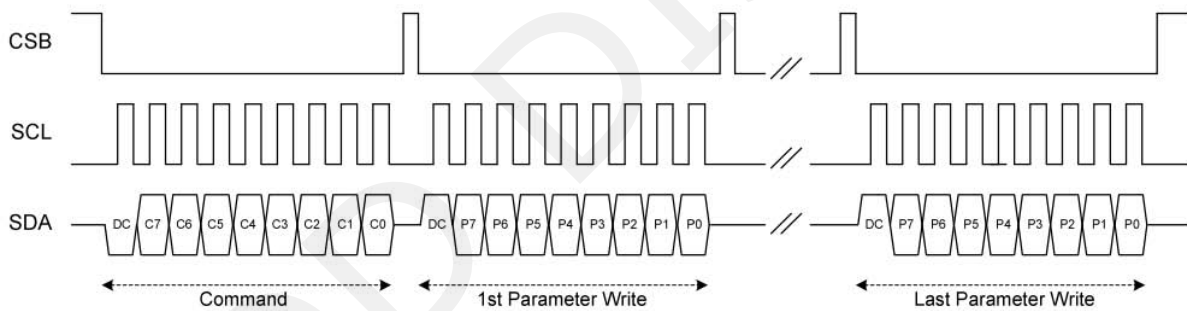 CSB
SCL
SDA DC C7 C6 C5 C4 C3 C2 C1 C0 DC P7 P6 P5 P4 P3 P2 P1 P0 DC P7 P6 P5 P4 P3 P2 P1 P0
Command 1st Parameter Write Last Parameter Write